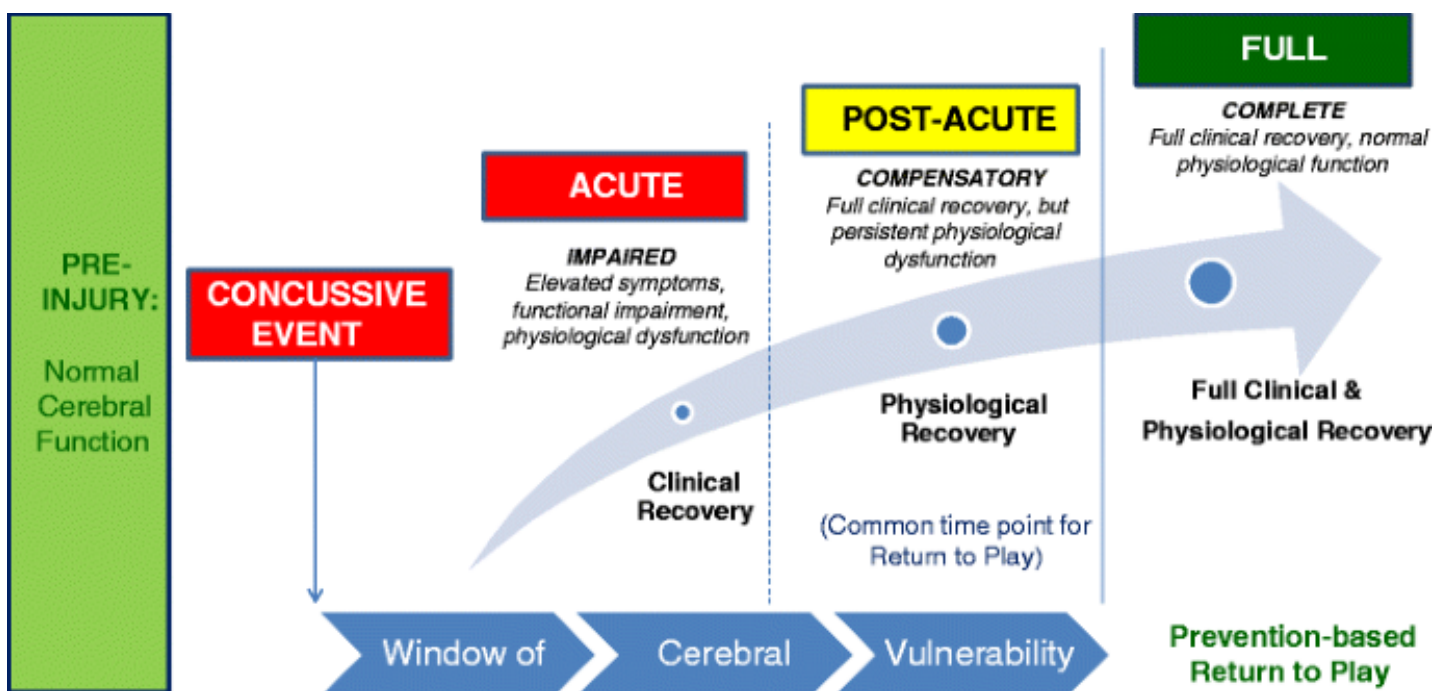 PRE-
INJURY:
Normal
Cerebral
Function
CONCUSSIVE
EVENT
ACUTE
IMPAIRED
Elevated symptoms,
functional impairment,
physiological dysfunction
Clinical
Recovery
POST-ACUTE
COMPENSATORY
Full clinical recovery, but
persistent physiological
dysfunction
Physiological
Recovery
(Common time point for
Return to Play)
FULL
COMPLETE
Full clinical recovery, normal
physiological function
Full Clinical &
Physiological Recovery
Window of
Cerebral
Vulnerability
Prevention-based
Return to Play